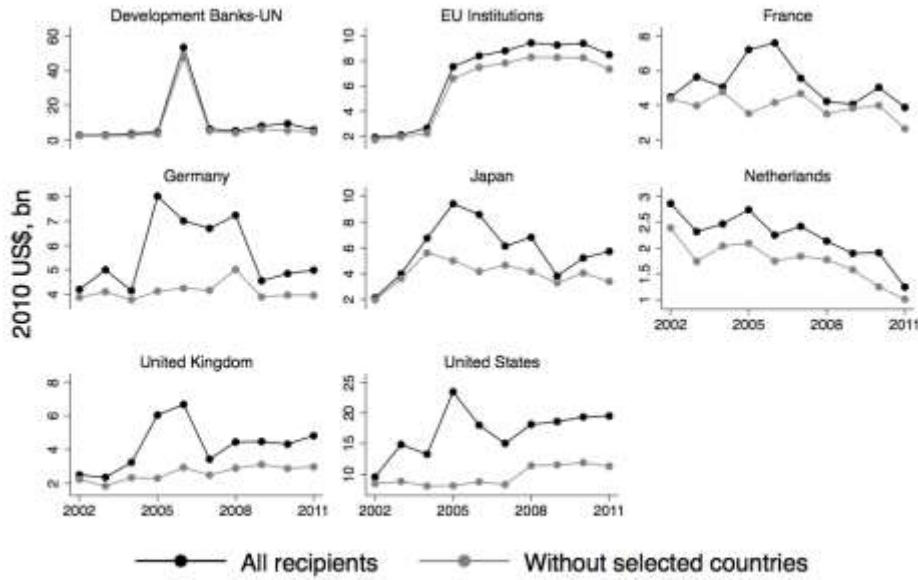 Development Banks-UN
0 20 40 60
EU Institutions
2 4 6 8 10
France
2 4 6 8
2010 US$, bn
Germany
4 5 6 7 8
Japan
2 4 6 8 10
Netherlands
1 1.5 2 2.5 3
2002 2005 2008 2011
United Kingdom
2 4 6 8
2002 2005 2008 2011
United States
10 15 20 25
2002 2005 2008 2011
All recipients Without selected countries